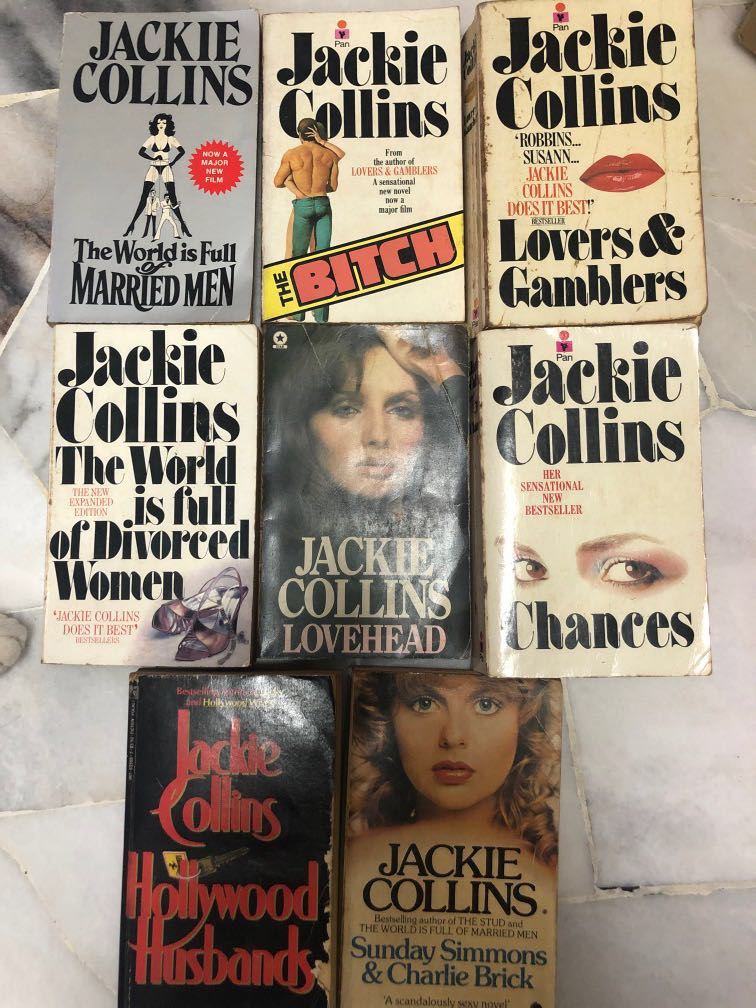 JACKIE
COLLINS
NOW A
MAJOR
NEW
FILM
The World is Full
of
MARRIED MEN
Pan
Jackie
Collins
From
the author of
LOVERS & GAMBLERS
A sensational
new novel
now a
major film
THE BITCH
Pan
Jackie
Collins
'ROBBINS...
SUSANN...
JACKIE
COLLINS
DOES IT BEST!'
BESTSELLER
Lovers &
Gamblers
Jackie
Collins
The World
THE NEW
EXPANDED
EDITION
is full
of Divorced
Women
'JACKIE COLLINS
DOES IT BEST'
BESTSELLERS
STAR
JACKIE
COLLINS
LOVEHEAD
Pan
Jackie
Collins
HER
SENSATIONAL
NEW
BESTSELLER
Chances
Bestselling
and Hollywood
Jackie
Collins
Hollywood
Husbands
JACKIE
COLLINS
Bestselling author of THE STUD and
THE WORLD IS FULL OF MARRIED MEN
Sunday Simmons
& Charlie Brick
'A scandalously sexy novel'